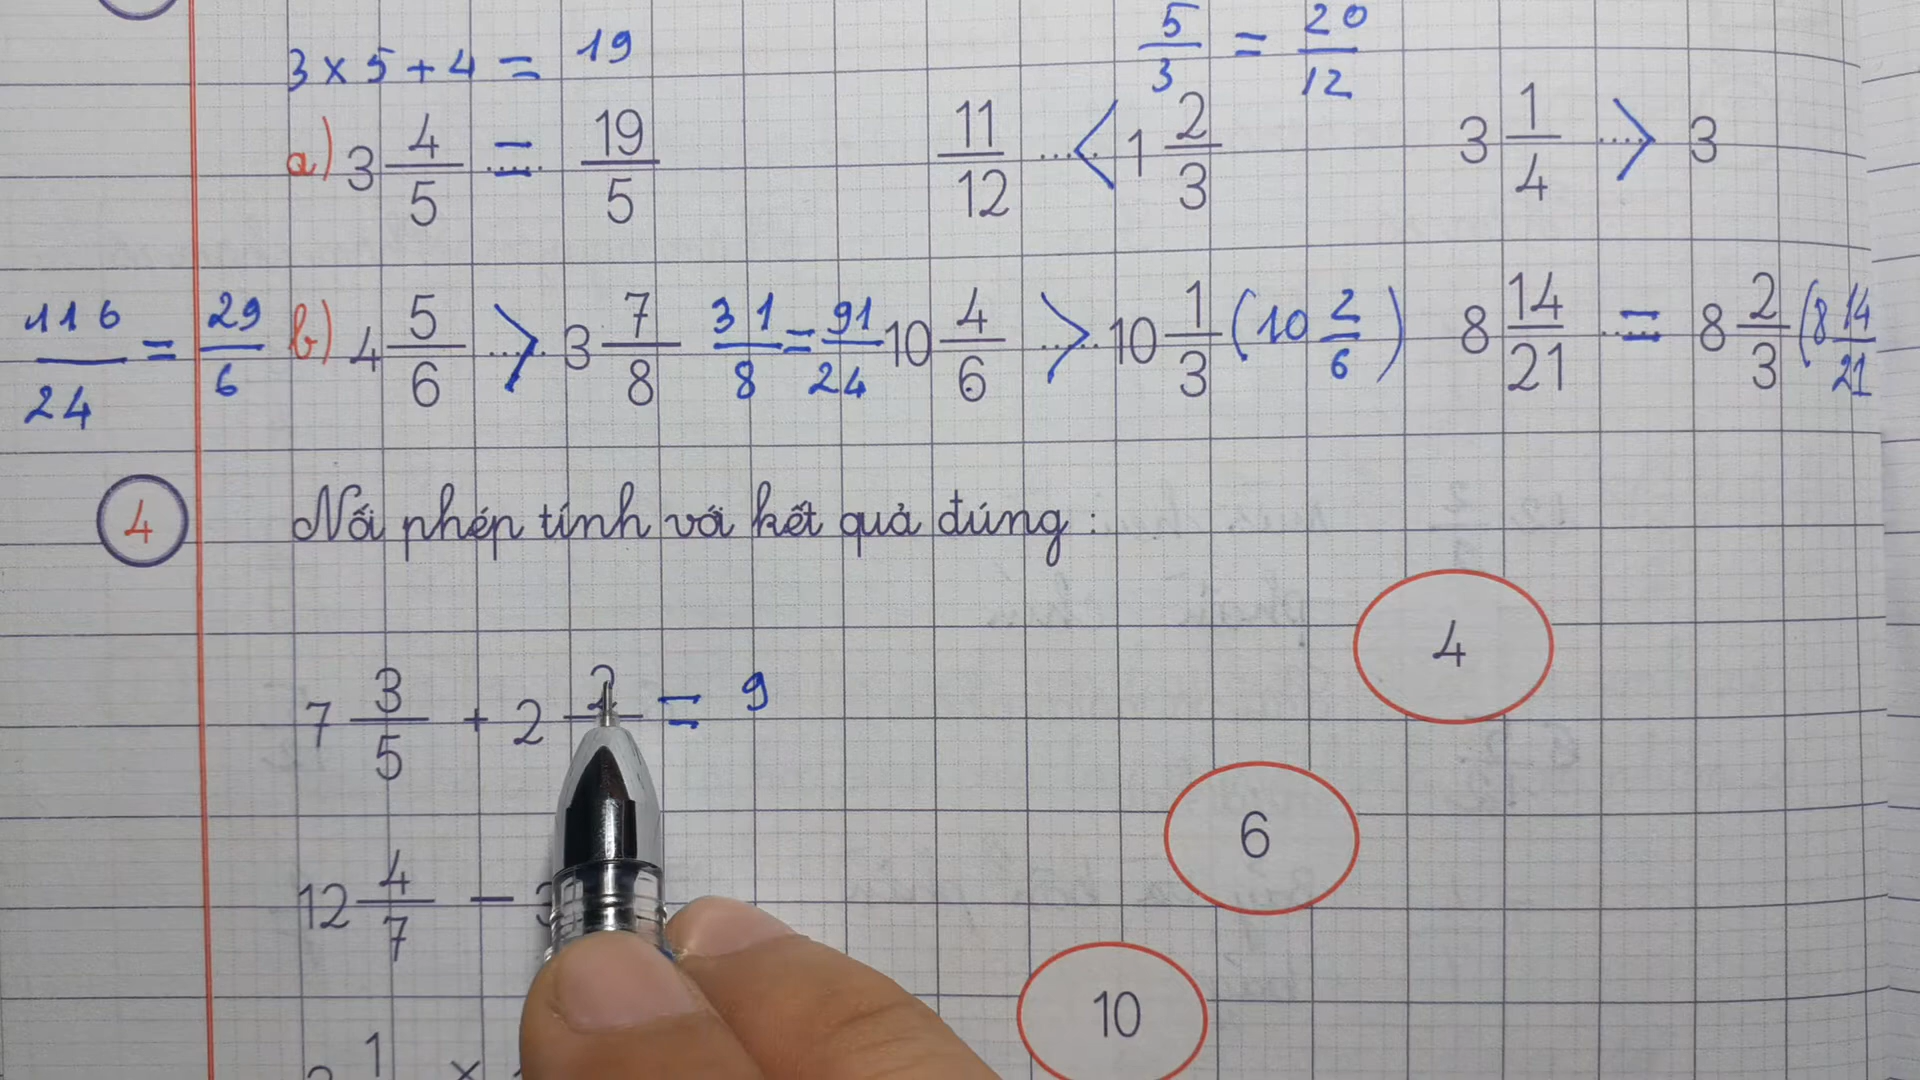 3 x 5 + 4 = 19
5/3 = 20/12
a) 3 4/5 = 19/5
11/12 < 1 2/3
3 1/4 > 3
116/24 = 29/6
b) 4 5/6 > 3 7/8
31/8 = 91/24
10 4/6 > 10 1/3 (10 2/6)
8 14/21 = 8 2/3 (8 14/21
4 Nối phép tính với kết quả đúng :
4
7 3/5 + 2 2 = 9
6
12 4/7 −
10
1 x